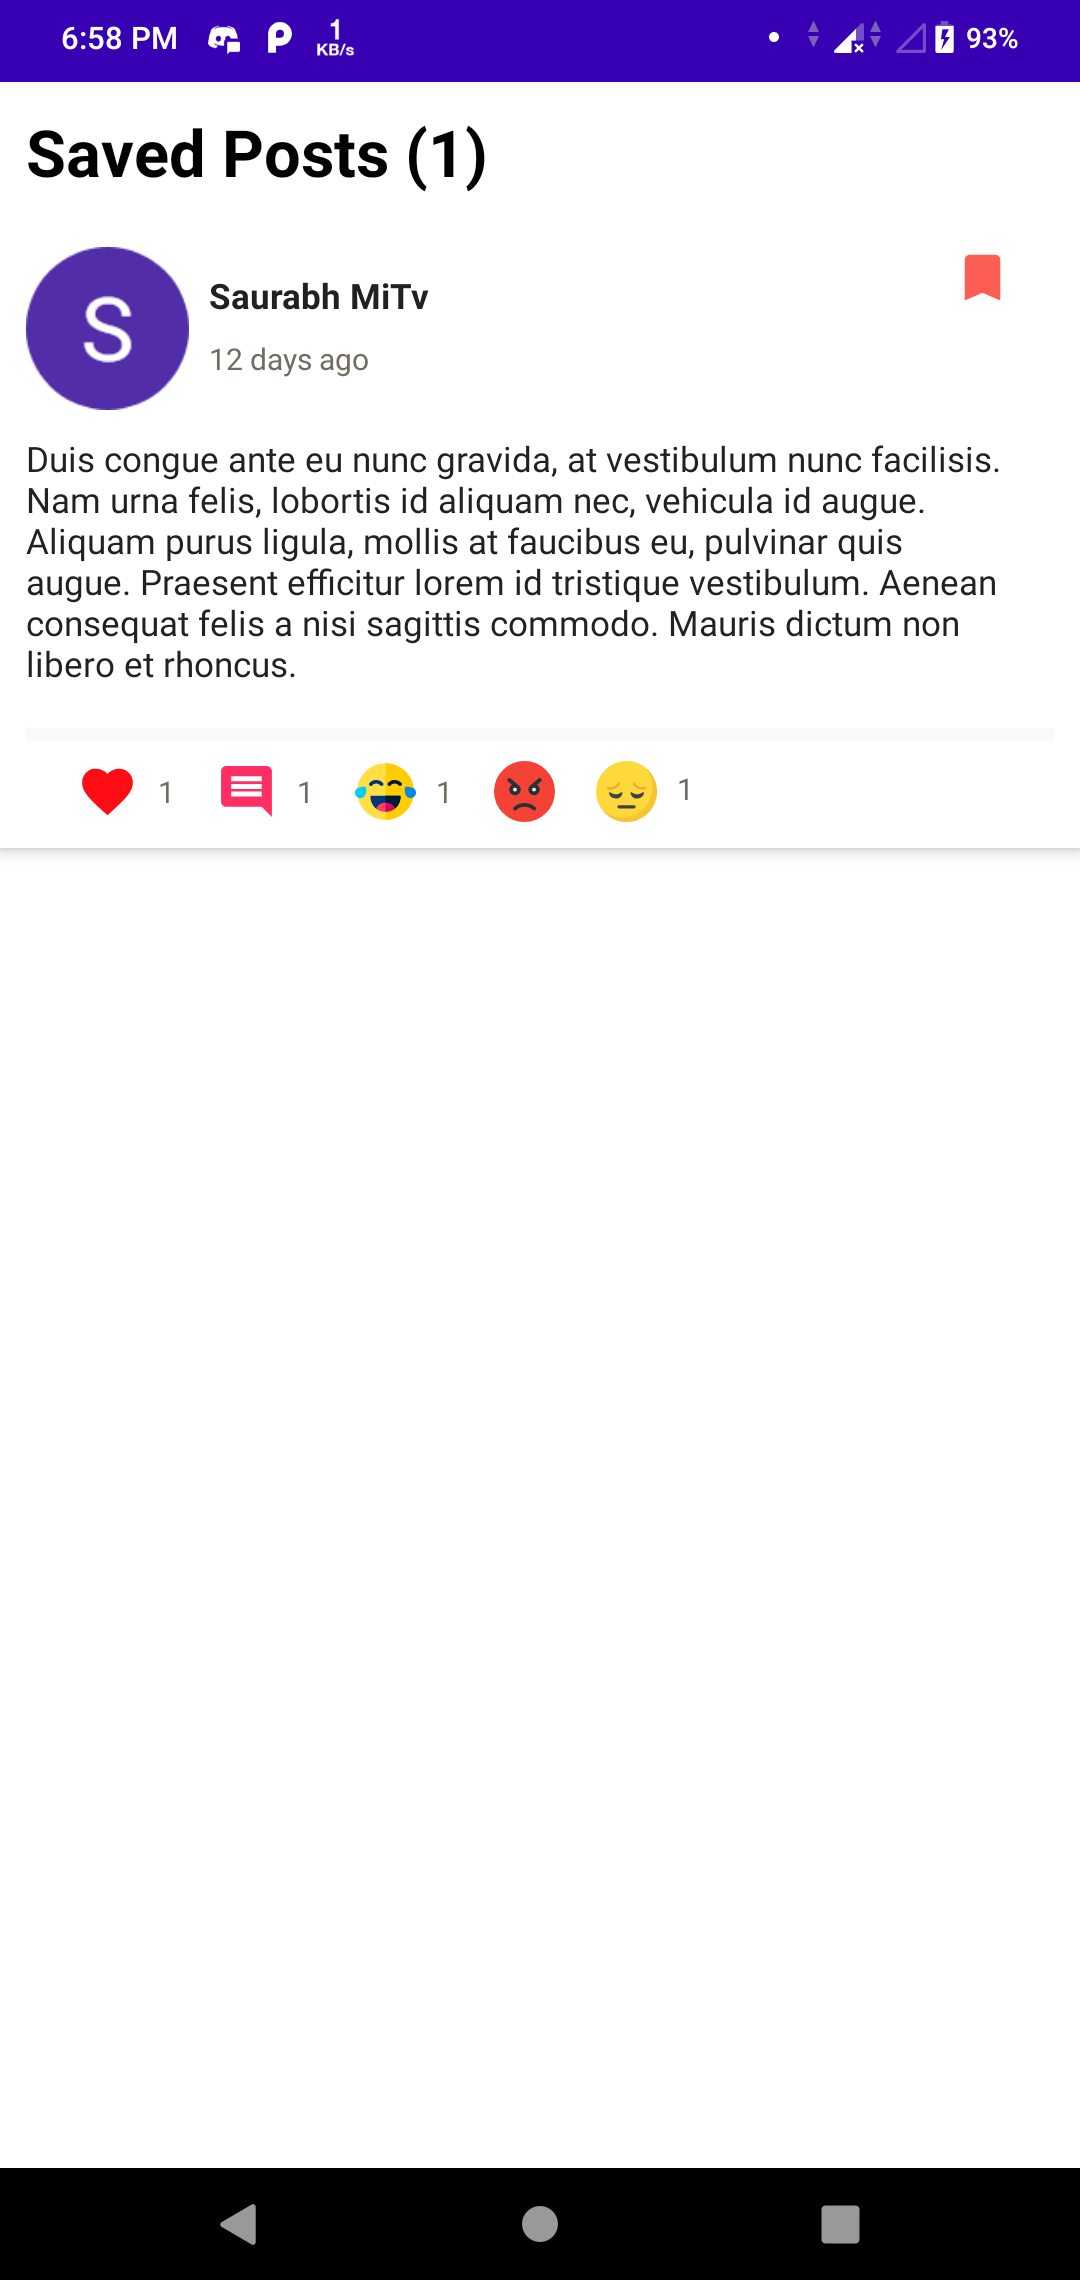 6:58 PM 1 KB/s 93%
Saved Posts (1)
S
Saurabh MiTv
12 days ago
Duis congue ante eu nunc gravida, at vestibulum nunc facilisis.
Nam urna felis, lobortis id aliquam nec, vehicula id augue.
Aliquam purus ligula, mollis at faucibus eu, pulvinar quis
augue. Praesent efficitur lorem id tristique vestibulum. Aenean
consequat felis a nisi sagittis commodo. Mauris dictum non
libero et rhoncus.
1 1 1 1